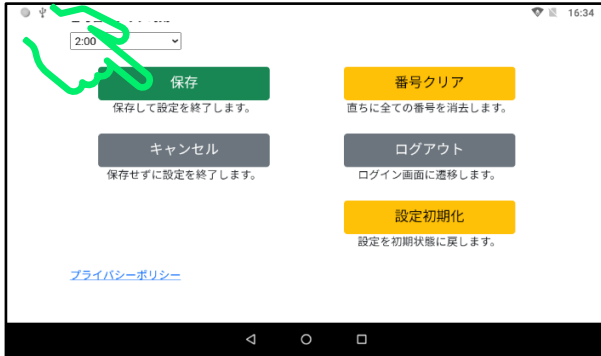 16:34
2:00
保存
保存して設定を終了します。
番号クリア
直ちに全ての番号を消去します。
キャンセル
保存せずに設定を終了します。
ログアウト
ログイン画面に遷移します。
設定初期化
設定を初期状態に戻します。
プライバシーポリシー